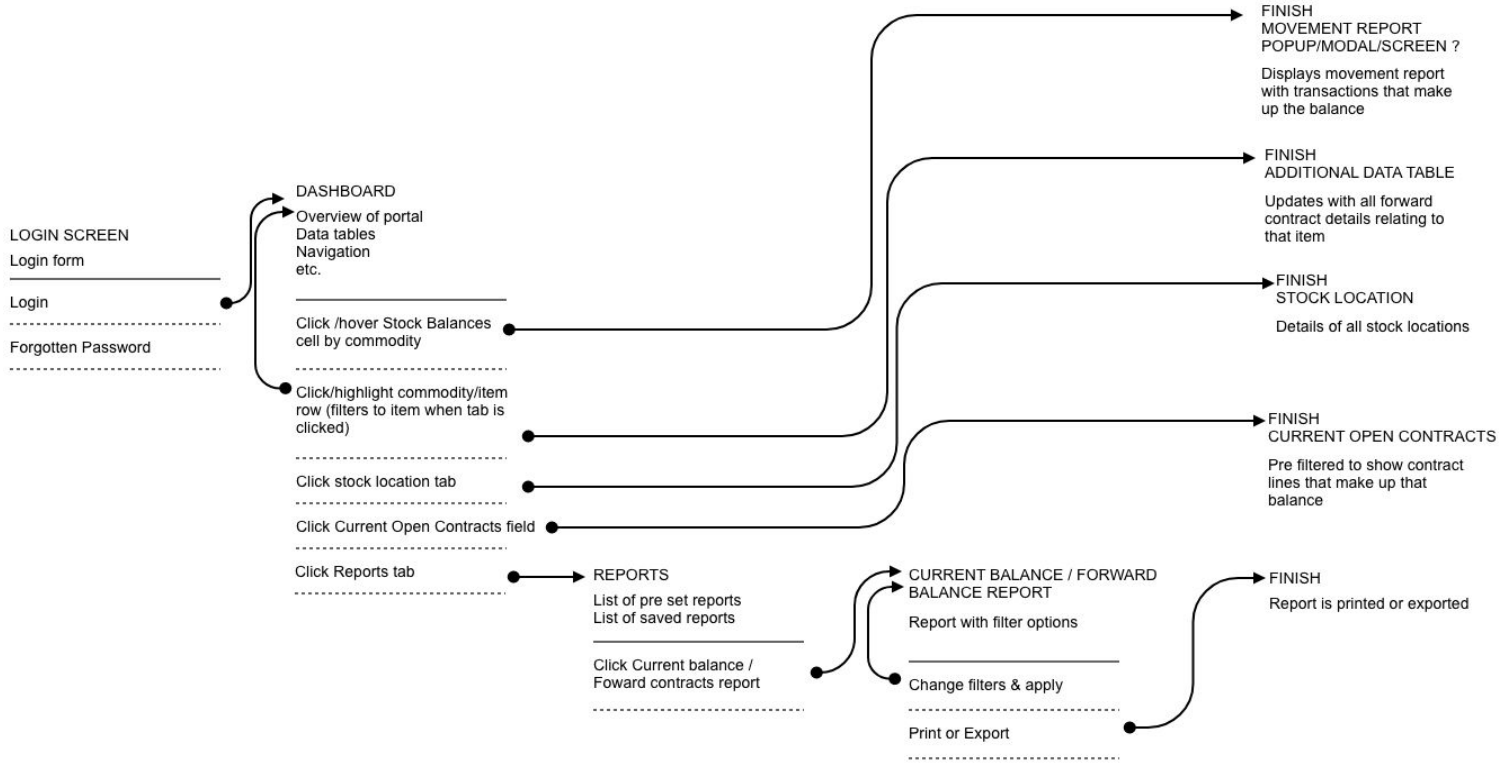 LOGIN SCREEN
Login form
Login
Forgotten Password
DASHBOARD
Overview of portal
Data tables
Navigation
etc.
Click /hover Stock Balances
cell by commodity
Click/highlight commodity/item
row (filters to item when tab is
clicked)
Click stock location tab
Click Current Open Contracts field
Click Reports tab
REPORTS
List of pre set reports
List of saved reports
Click Current balance /
Foward contracts report
CURRENT BALANCE / FORWARD
BALANCE REPORT
Report with filter options
Change filters & apply
Print or Export
FINISH
MOVEMENT REPORT
POPUP/MODAL/SCREEN ?
Displays movement report
with transactions that make
up the balance
FINISH
ADDITIONAL DATA TABLE
Updates with all forward
contract details relating to
that item
FINISH
STOCK LOCATION
Details of all stock locations
FINISH
CURRENT OPEN CONTRACTS
Pre filtered to show contract
lines that make up that
balance
FINISH
Report is printed or exported